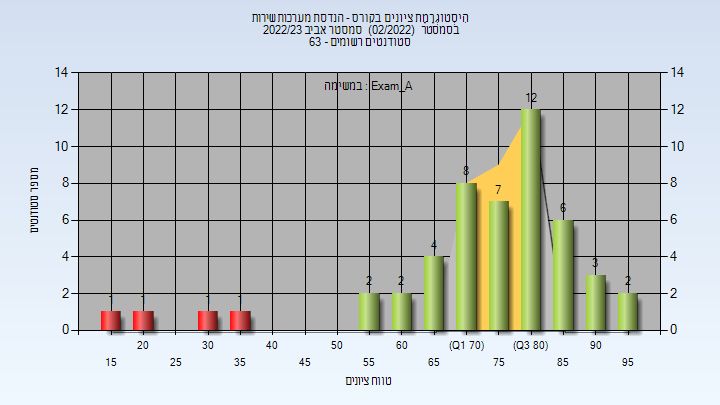 הִיסְטוֹגְרָמַת ציונים בקורס - הנדסת מערכות שירות
בסמסטר (02/2022) סמסטר אביב 2022/23
סטודנטים רשומים - 63
במשימה : Exam_A
מספר סטודנטים
14 14
12 12
10 10
8 8
6 6
4 4
2 2
0 0
1 1 1 1 2 2 4 8 7 12 6 3 2
20 30 40 50 60 (Q1 70) (Q3 80) 90
15 25 35 45 55 65 75 85 95
טווח ציונים